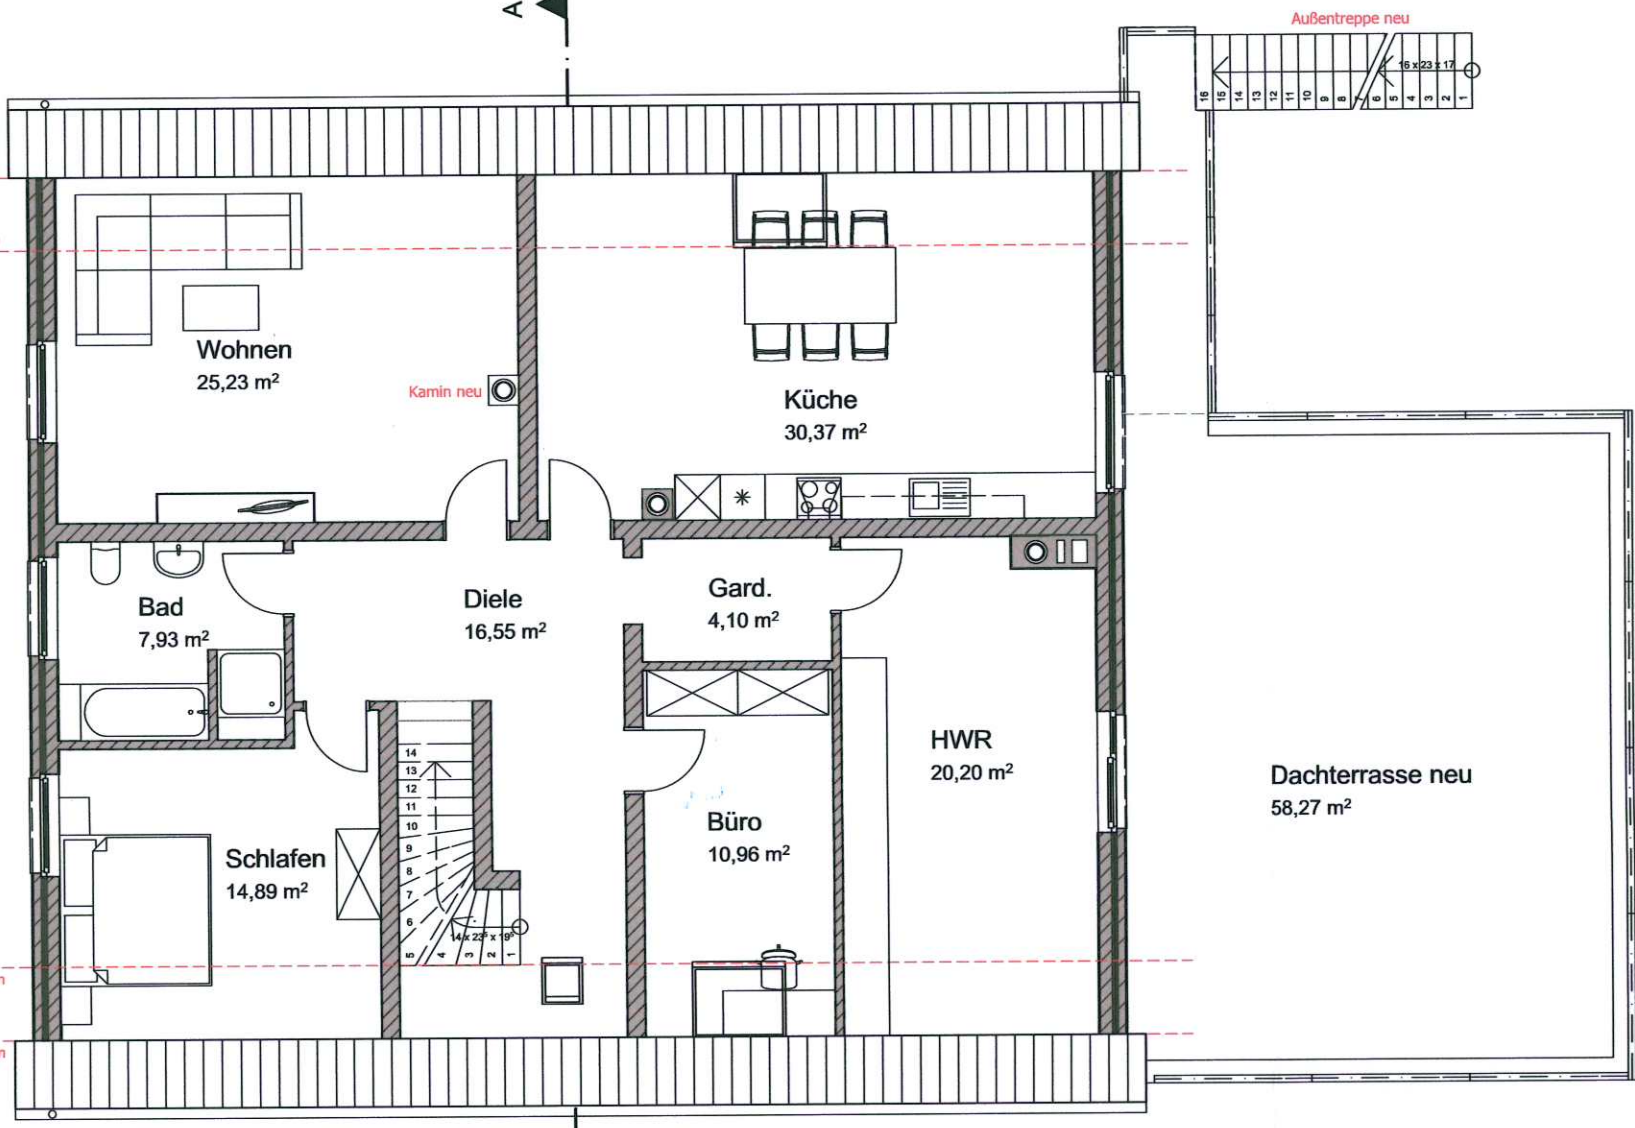 A
Außentreppe neu
16 15 14 13 12 11 10 9 8 7 6 5 4 3 2 1
16 x 23 x 17
Wohnen
25,23 m²
Kamin neu
Küche
30,37 m²
Bad
7,93 m²
Diele
16,55 m²
Gard.
4,10 m²
HWR
20,20 m²
Dachterrasse neu
58,27 m²
Büro
10,96 m²
Schlafen
14,89 m²
14
13
12
11
10
9
8
7
6
5 4 3 2 1
14 x 23⁵ x 19⁵
n
n